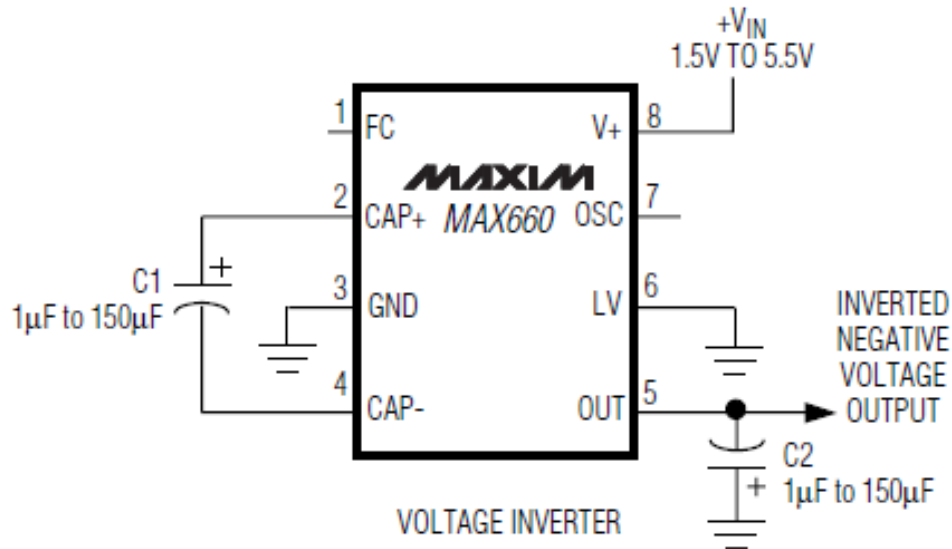 +VIN
1.5V TO 5.5V
1
FC
V+
8
MAXIM
2
CAP+
MAX660
OSC
7
C1
+
1µF to 150µF
3
GND
LV
6
INVERTED
NEGATIVE
VOLTAGE
OUTPUT
4
CAP-
OUT
5
C2
+
1µF to 150µF
VOLTAGE INVERTER